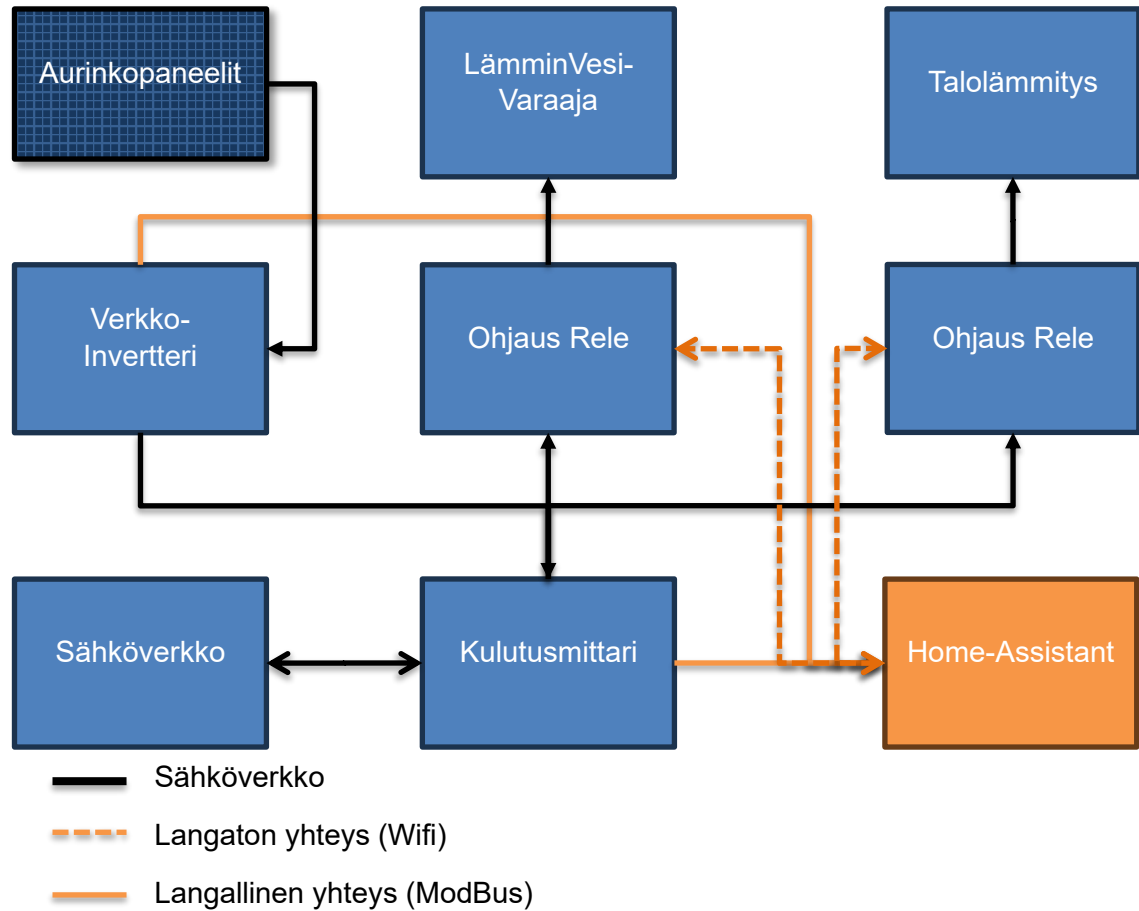 Aurinkopaneelit
LämminVesi-
Varaaja
Talolämmitys
Verkko-
Invertteri
Ohjaus Rele
Ohjaus Rele
Sähköverkko
Kulutusmittari
Home-Assistant
Sähköverkko
Langaton yhteys (Wifi)
Langallinen yhteys (ModBus)